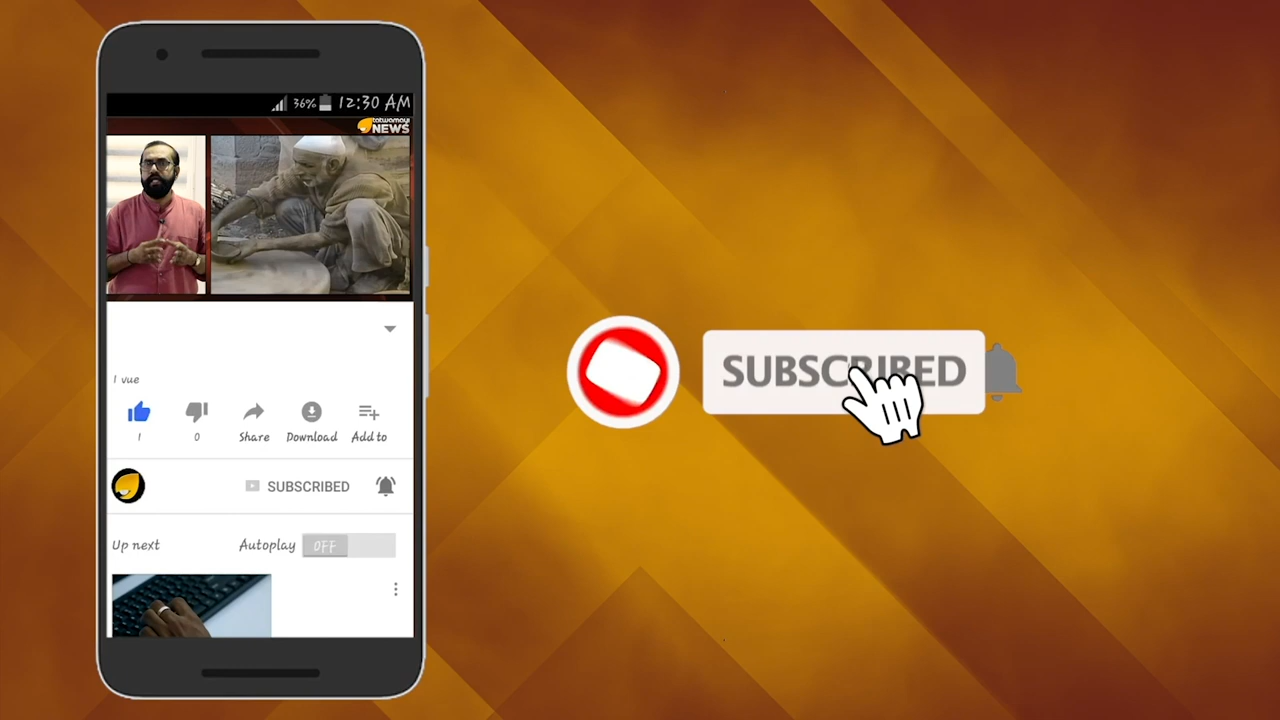 36% 12:30 AM
tatwamayi
NEWS
1 vue
1 0 Share Download Add to
SUBSCRIBED
Up next Autoplay OFF
SUBSCRIBED